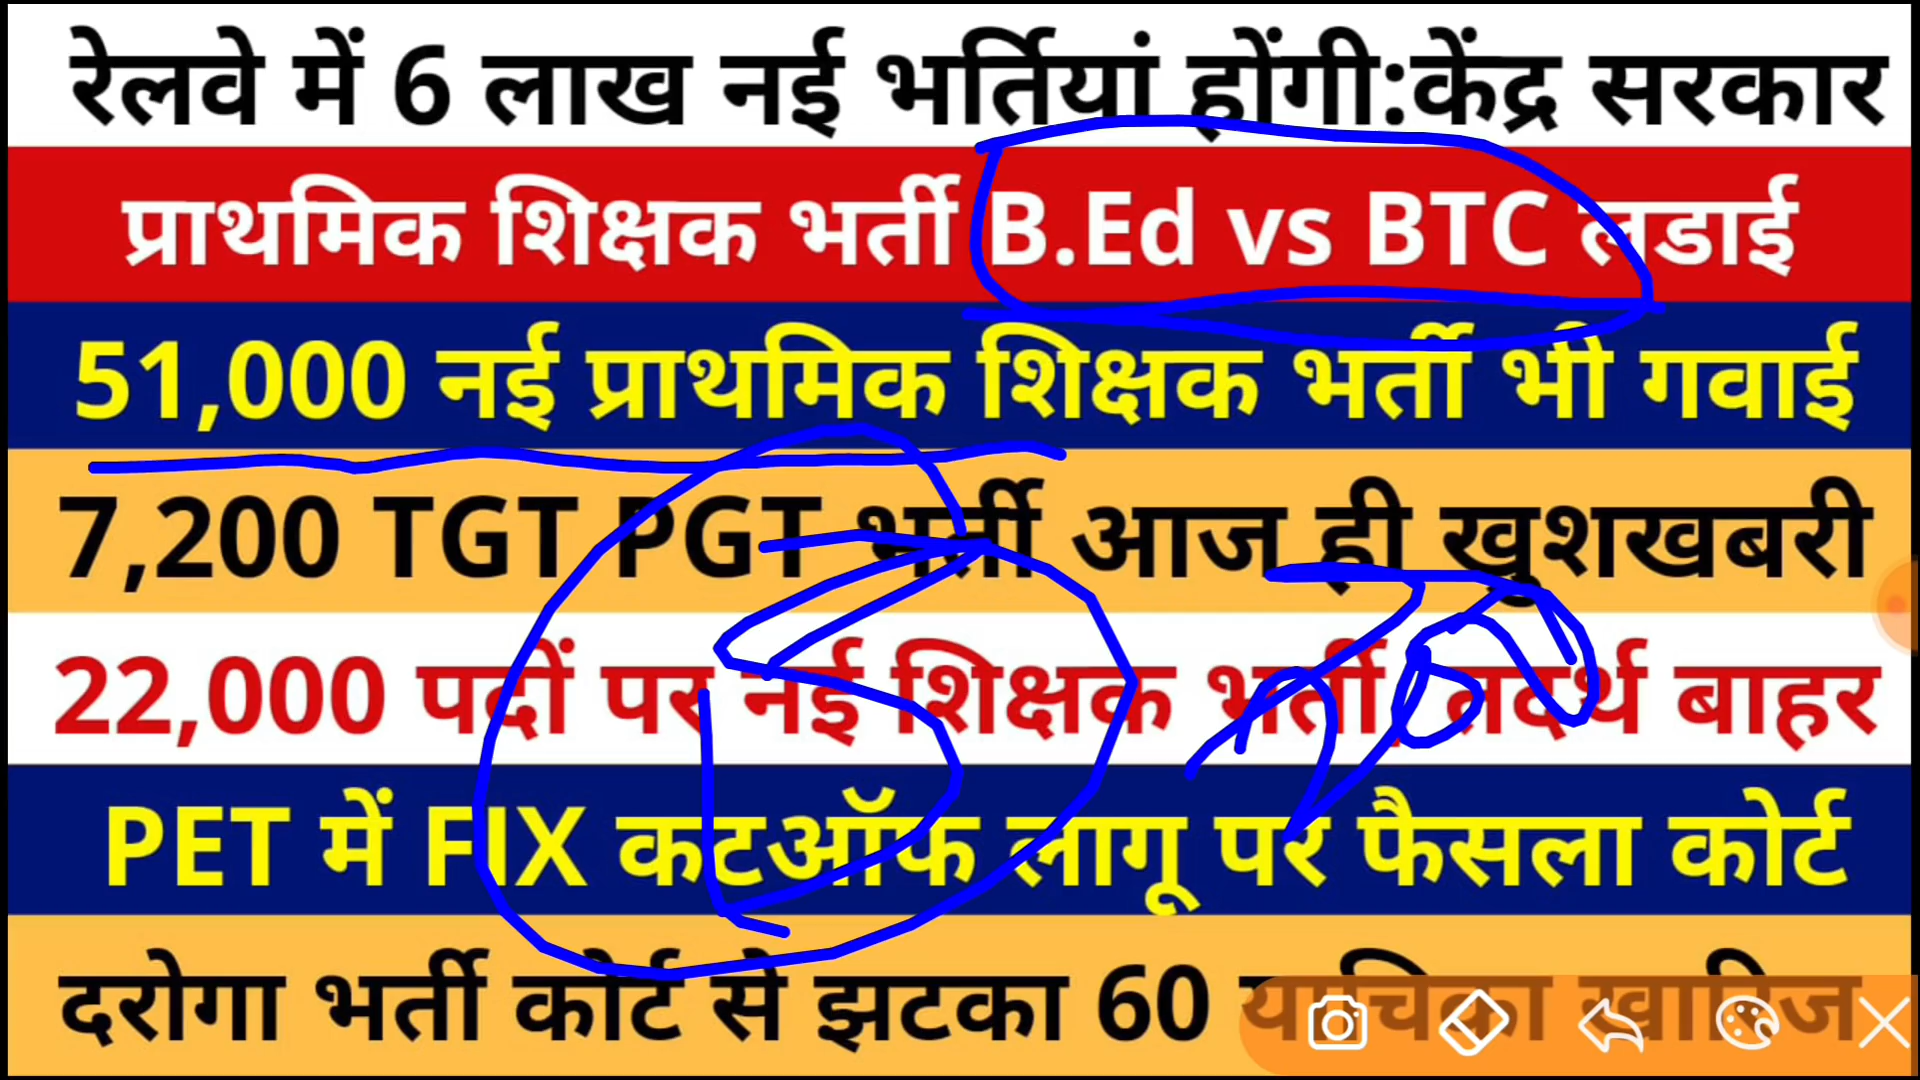 रेलवे में 6 लाख नई भर्तियां होंगी:केंद्र सरकार
प्राथमिक शिक्षक भर्ती B.Ed vs BTC लडाई
51,000 नई प्राथमिक शिक्षक भर्ती भी गवाई
7,200 TGT PGT भर्ती आज ही खुशखबरी
22,000 पदों पर नई शिक्षक भर्ती, तदर्थ बाहर
PET में FIX कटऑफ लागू पर फैसला कोर्ट
दरोगा भर्ती कोर्ट से झटका 60 याचिका खारिज